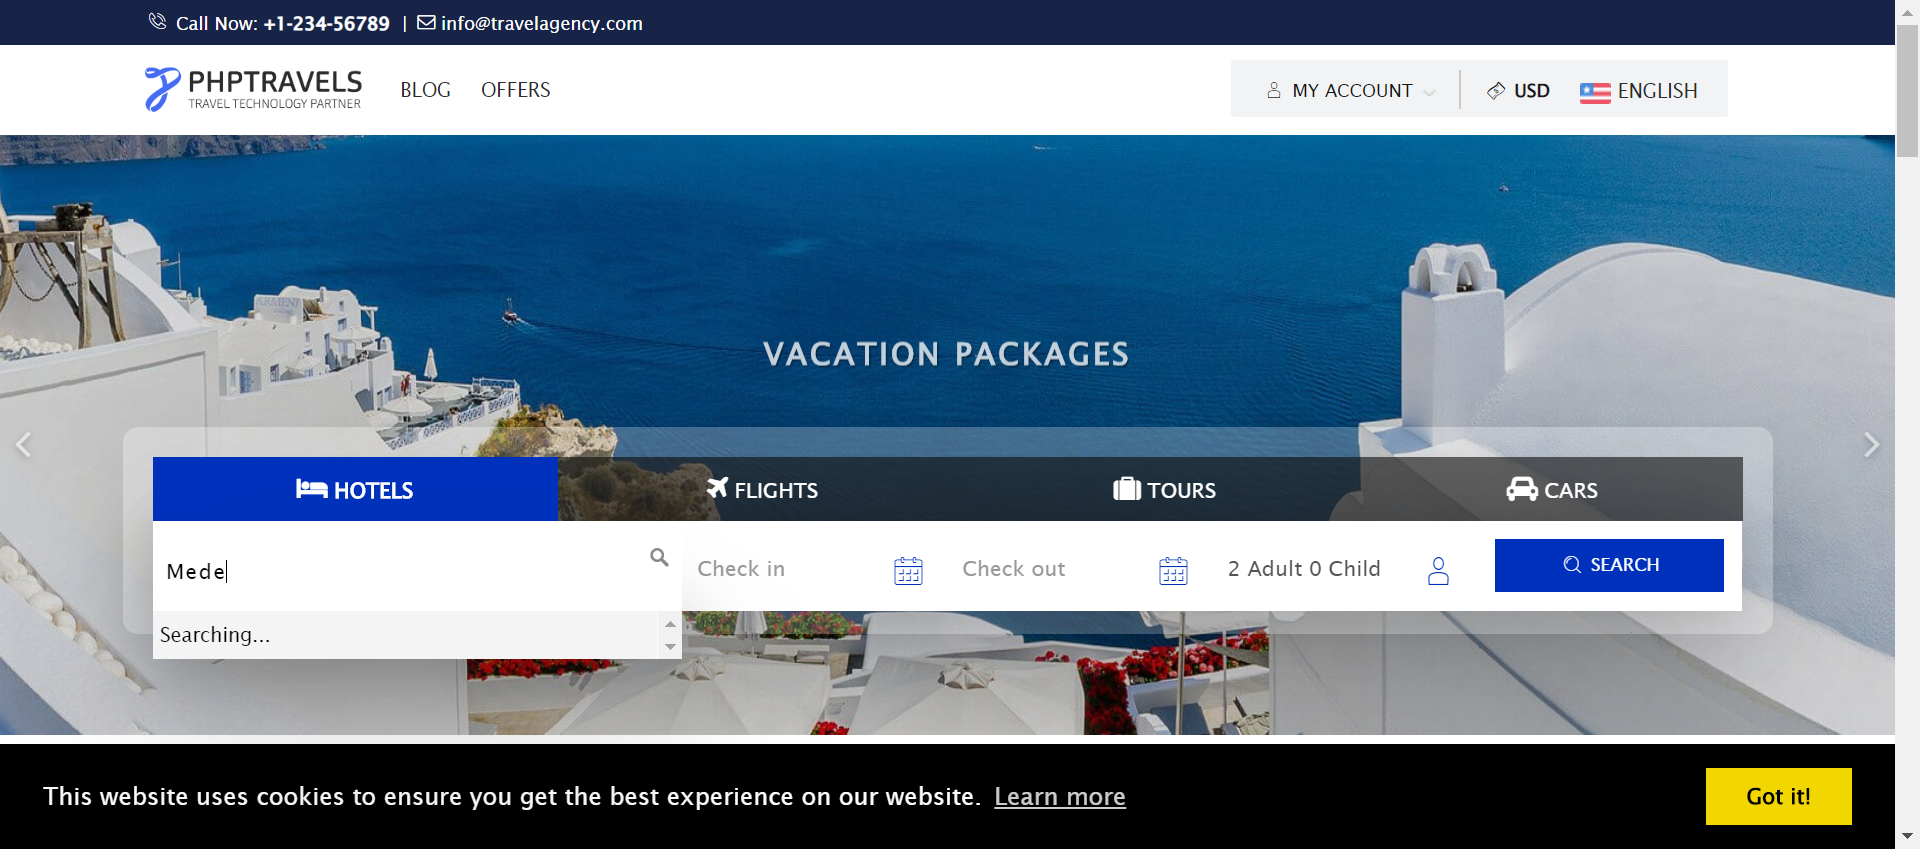 Call Now: +1-234-56789 | info@travelagency.com
PHPTRAVELS
TRAVEL TECHNOLOGY PARTNER
BLOG
OFFERS
MY ACCOUNT
USD
ENGLISH
VACATION PACKAGES
HOTELS
FLIGHTS
TOURS
CARS
Mede
Check in
Check out
2 Adult 0 Child
SEARCH
Searching...
This website uses cookies to ensure you get the best experience on our website. Learn more
Got it!